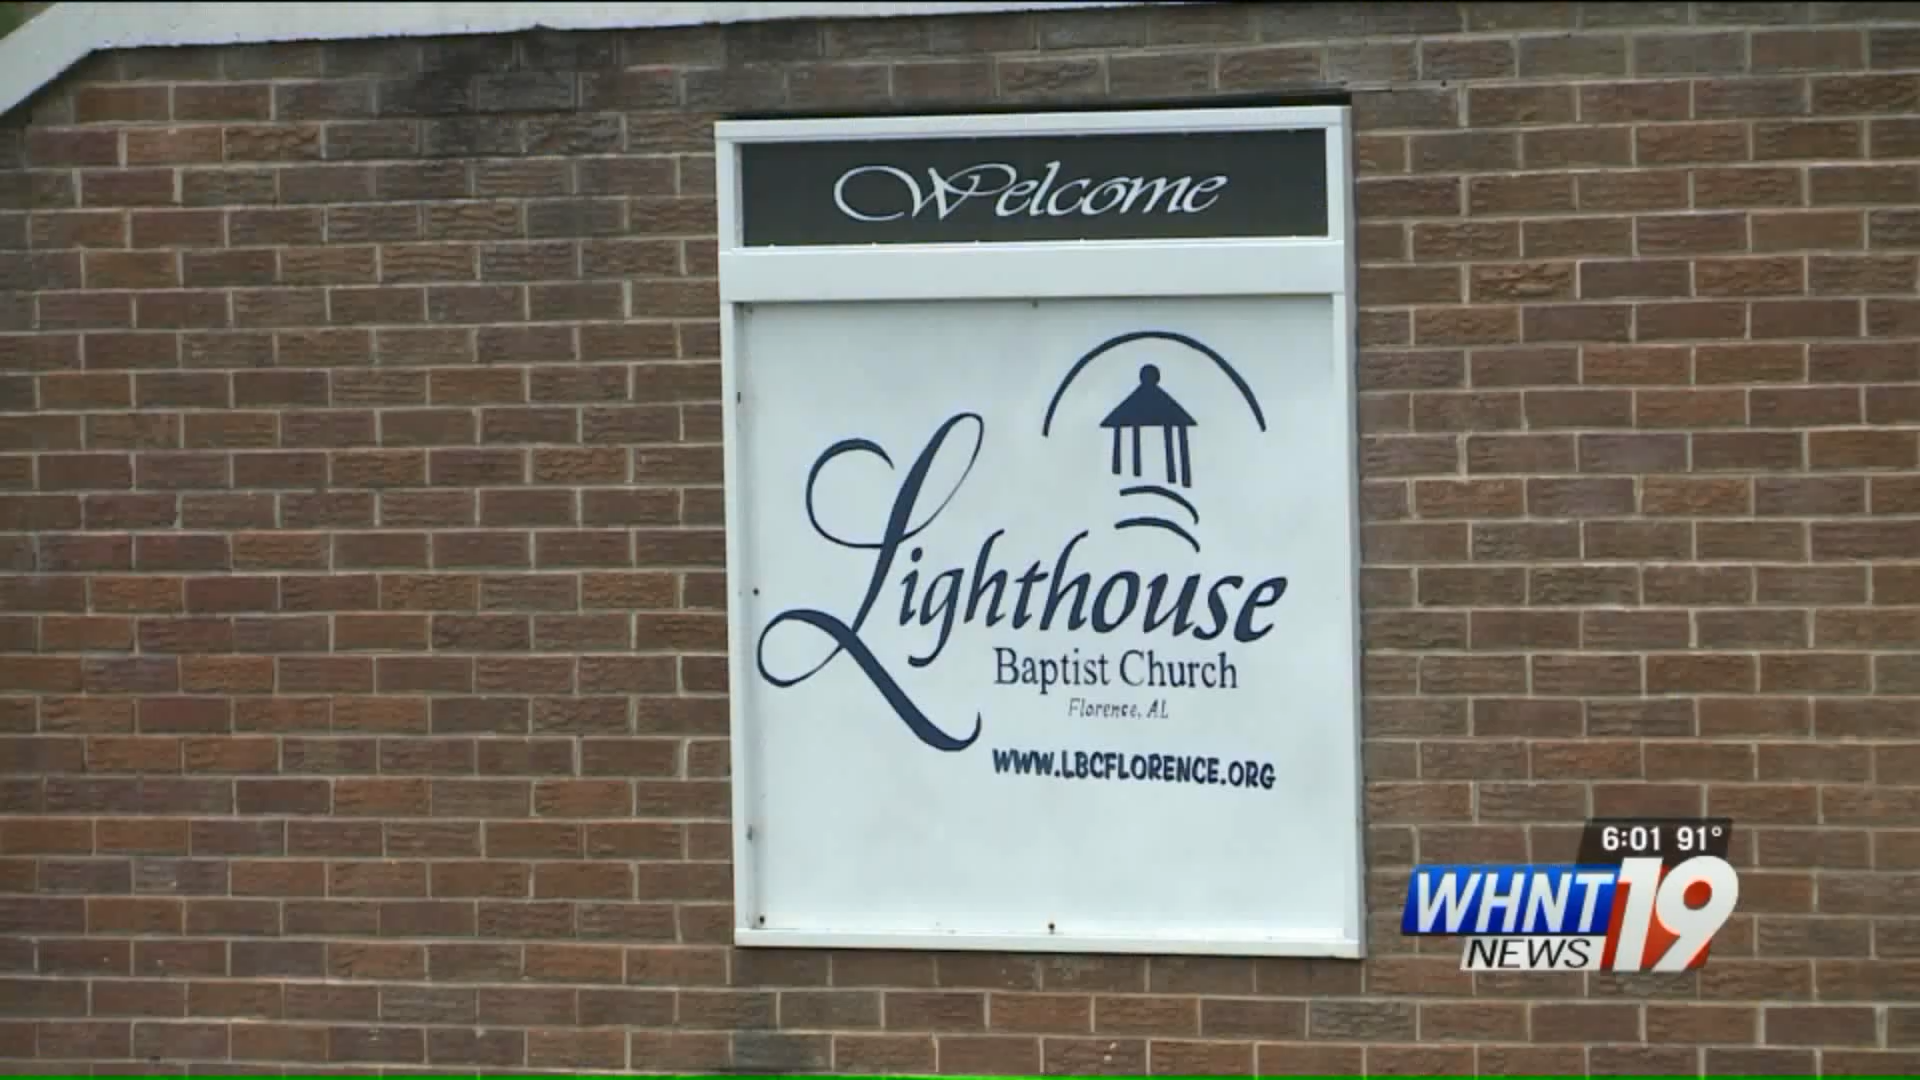 Welcome
Lighthouse
Baptist Church
Florence, AL
WWW.LBCFLORENCE.ORG
6:01 91°
WHNT 19
NEWS